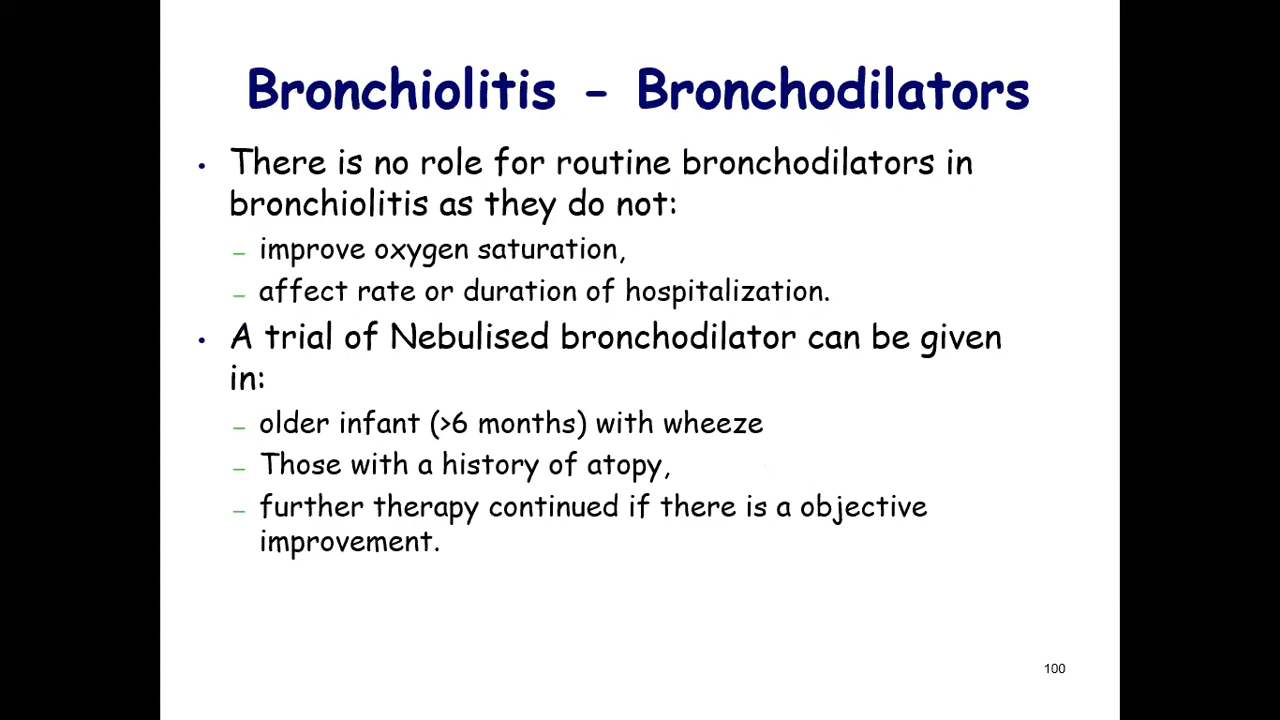 Bronchiolitis - Bronchodilators
• There is no role for routine bronchodilators in
bronchiolitis as they do not:
– improve oxygen saturation,
– affect rate or duration of hospitalization.
• A trial of Nebulised bronchodilator can be given
in:
– older infant (>6 months) with wheeze
– Those with a history of atopy,
– further therapy continued if there is a objective
improvement.
100